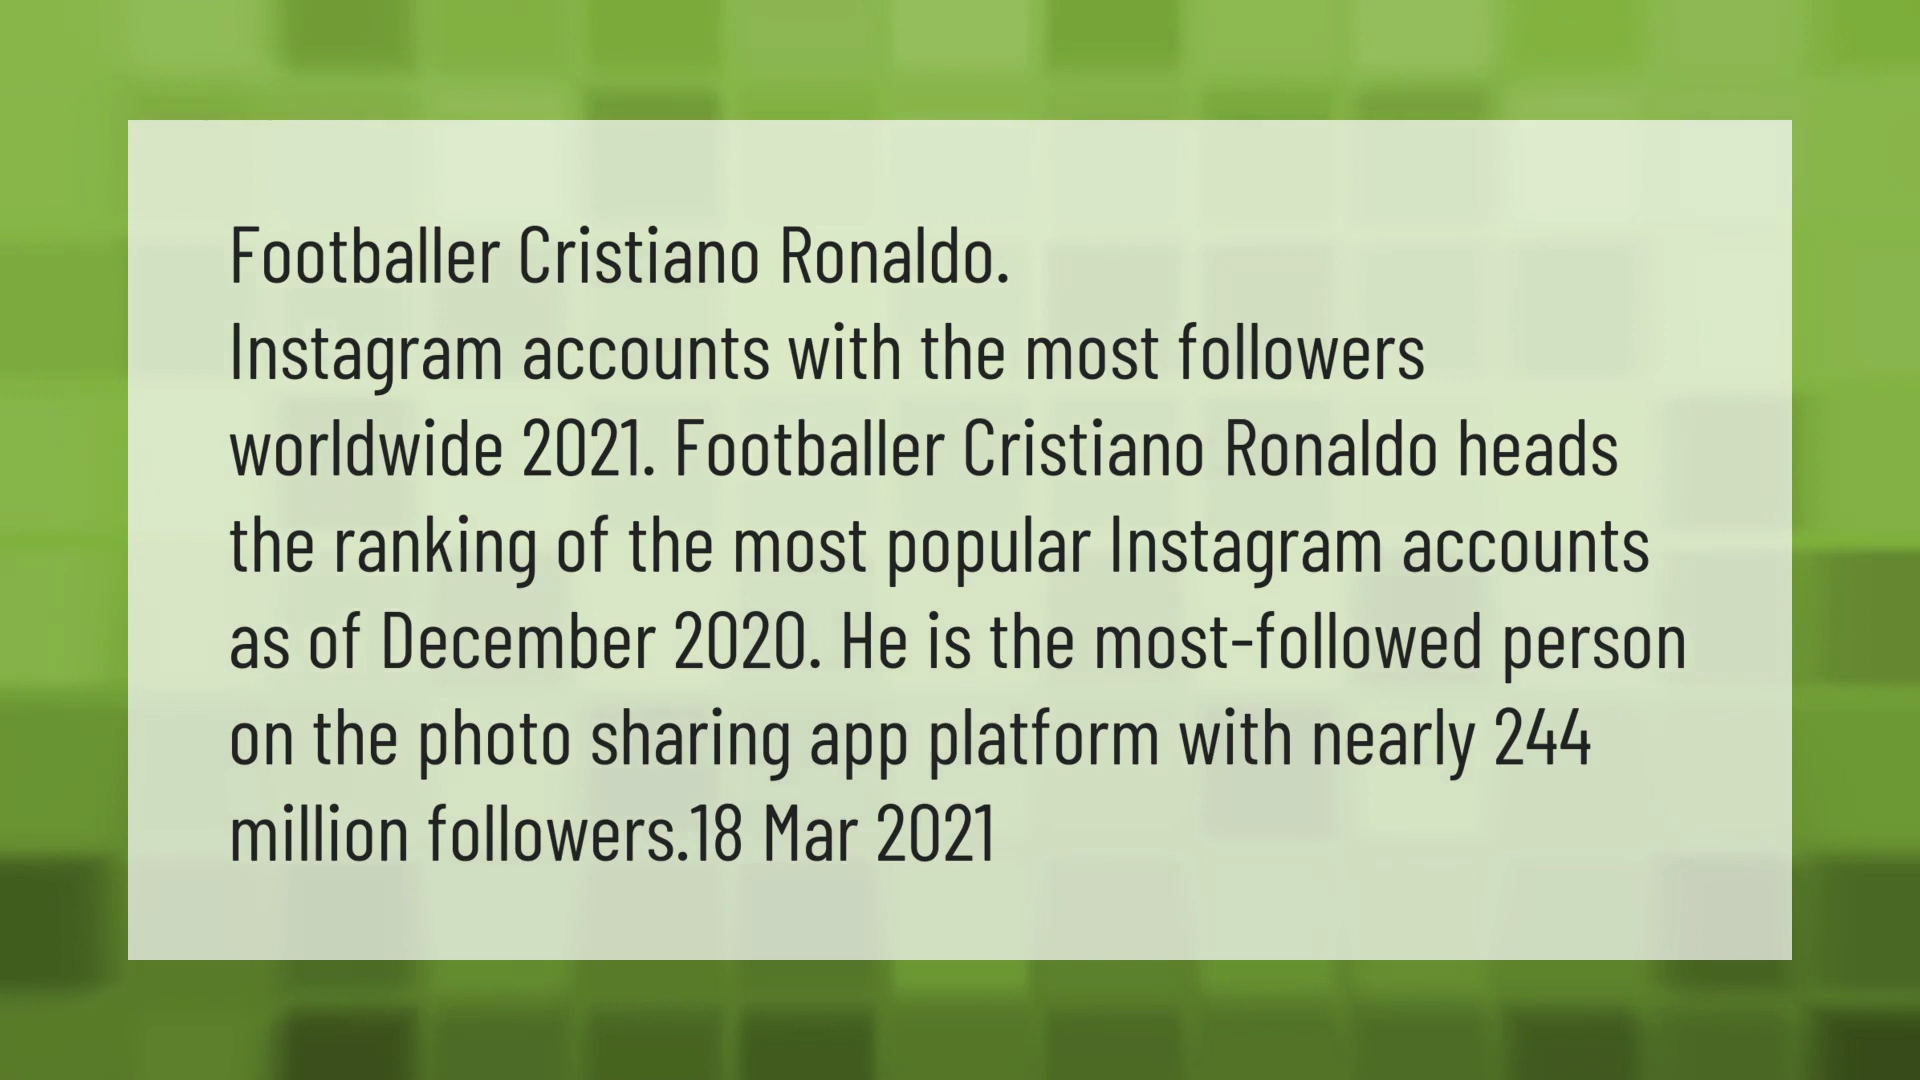 Footballer Cristiano Ronaldo.
Instagram accounts with the most followers
worldwide 2021. Footballer Cristiano Ronaldo heads
the ranking of the most popular Instagram accounts
as of December 2020. He is the most-followed person
on the photo sharing app platform with nearly 244
million followers.18 Mar 2021